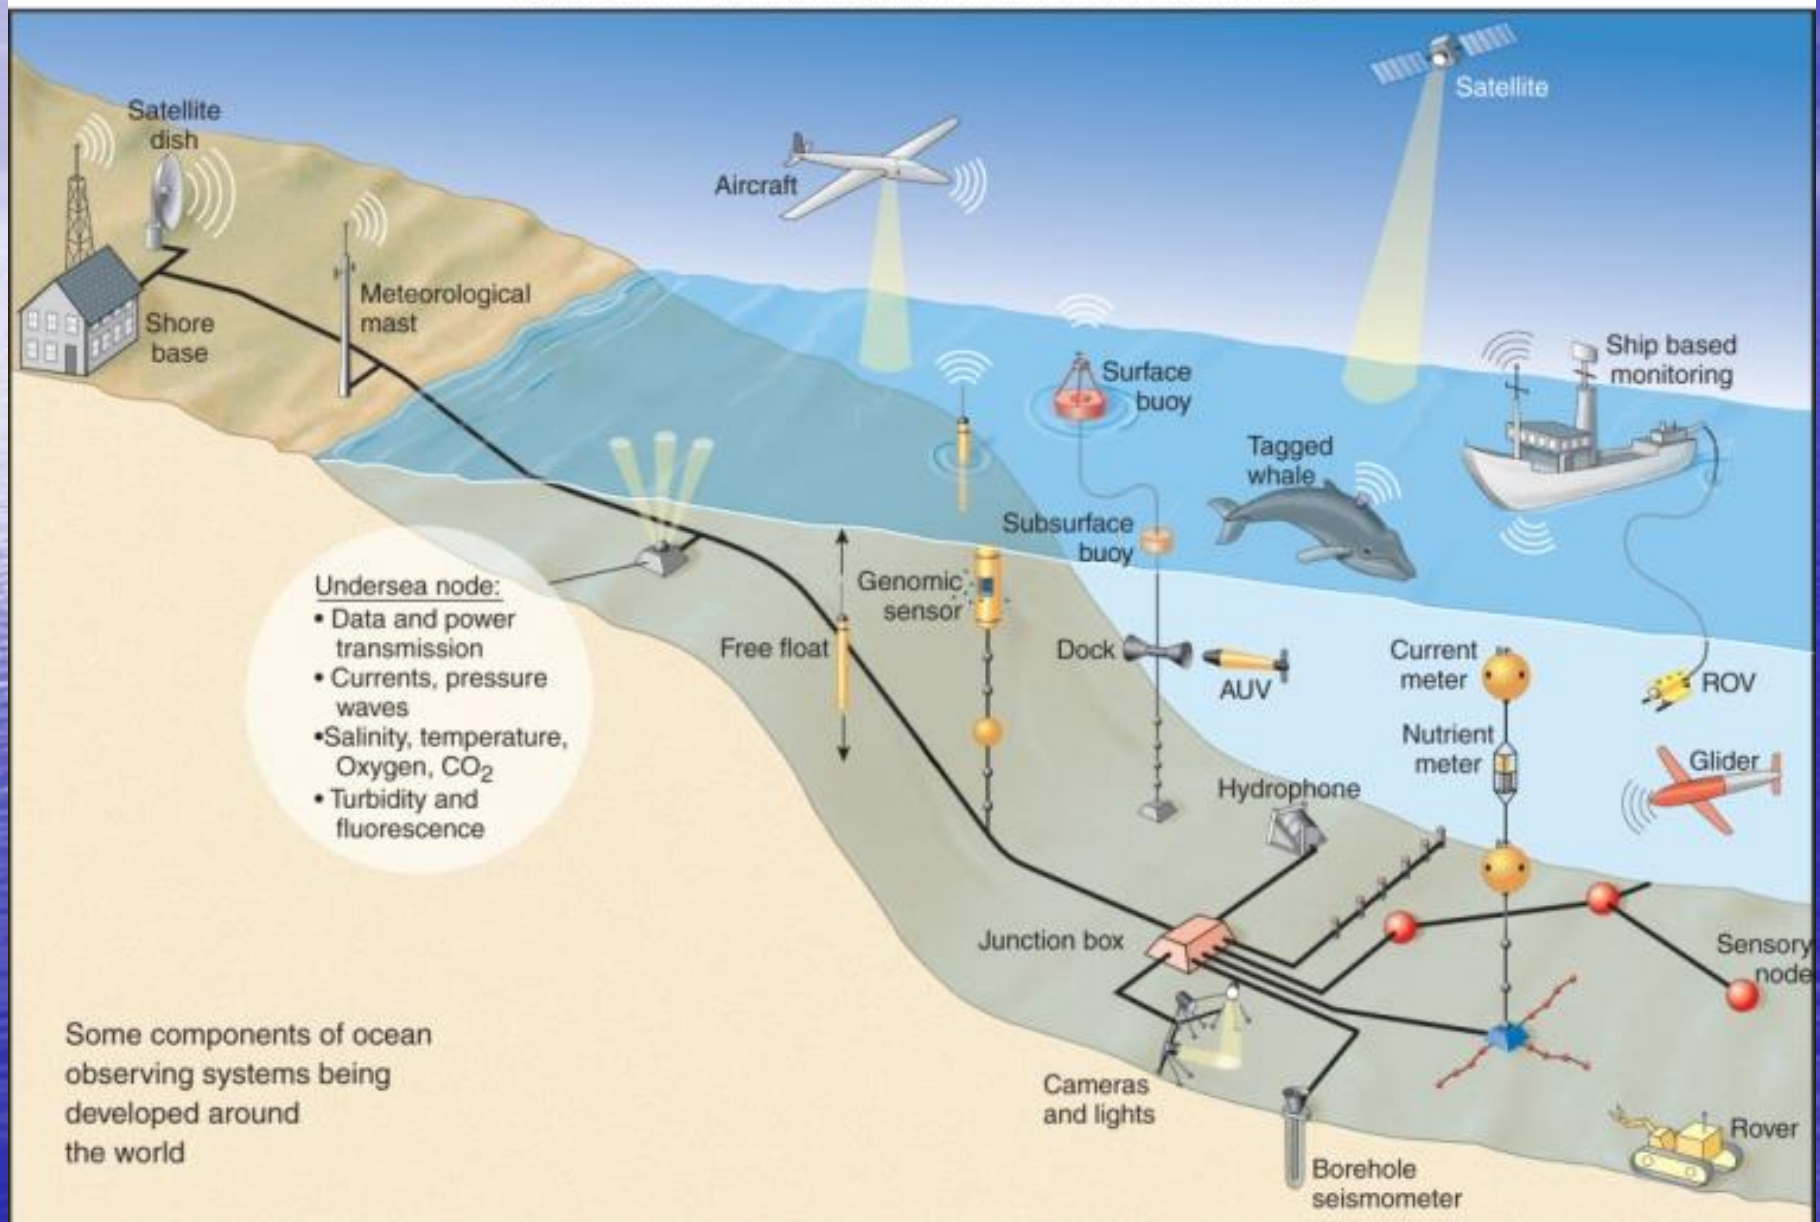 Satellite
dish
Satellite
Aircraft
Meteorological
mast
Shore
base
Surface
buoy
Ship based
monitoring
Tagged
whale
Subsurface
buoy
Genomic
sensor
Undersea node:
• Data and power
transmission
• Currents, pressure
waves
•Salinity, temperature,
Oxygen, CO2
• Turbidity and
fluorescence
Free float
Dock
AUV
Current
meter
ROV
Nutrient
meter
Glider
Hydrophone
Junction box
Sensory
node
Some components of ocean
observing systems being
developed around
the world
Cameras
and lights
Rover
Borehole
seismometer